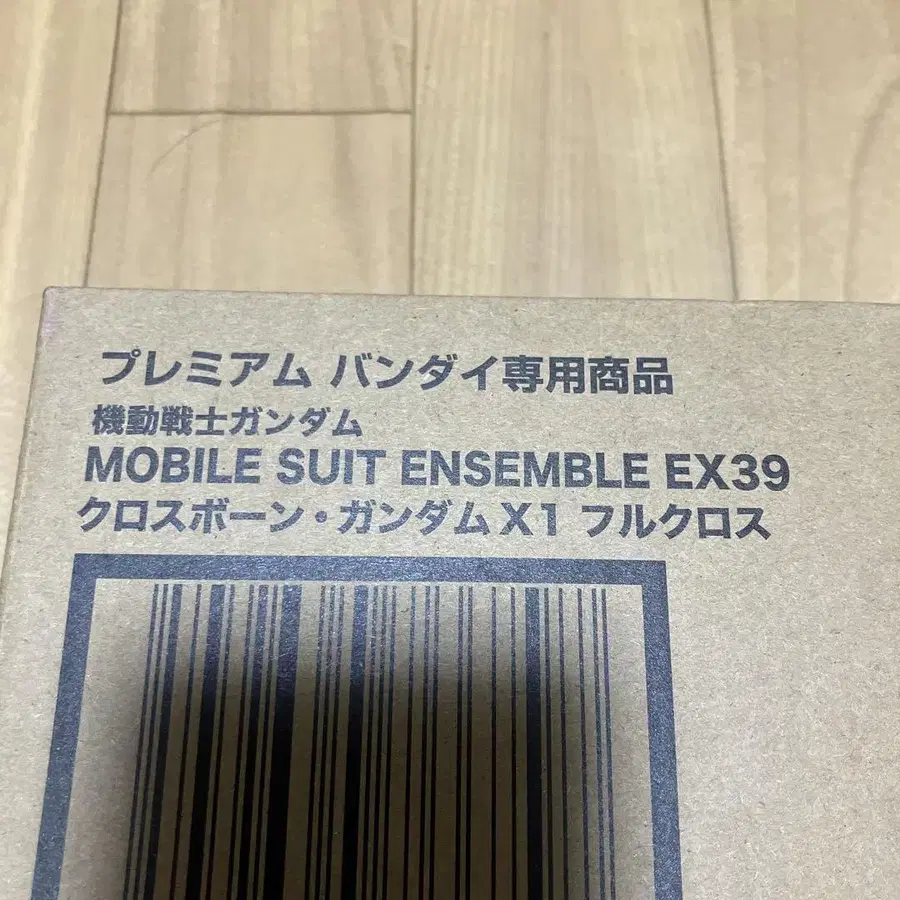 プレミアム バンダイ専用商品
機動戦士ガンダム
MOBILE SUIT ENSEMBLE EX39
クロスボーン・ガンダムX1 フルクロス